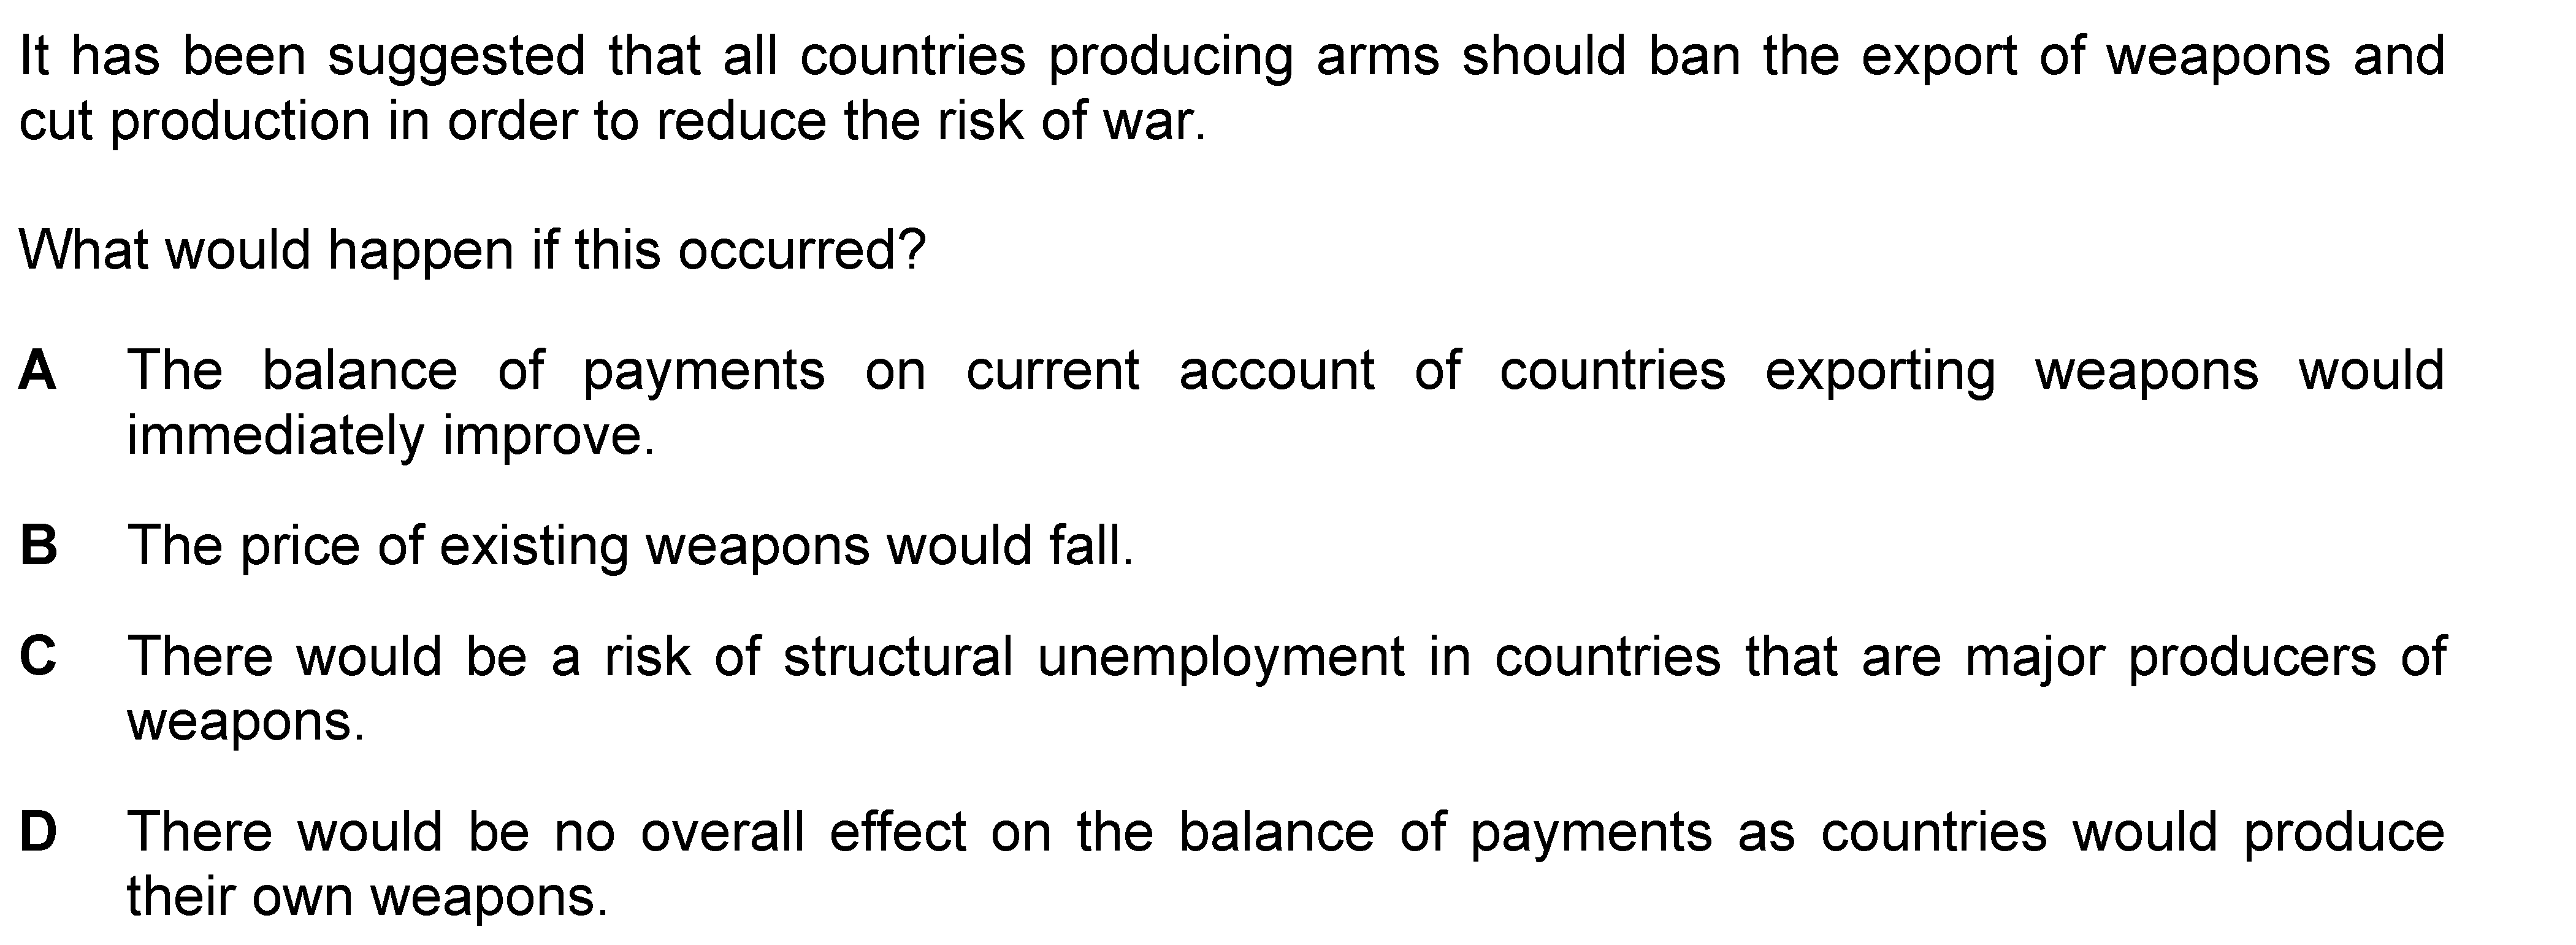 It has been suggested that all countries producing arms should ban the export of weapons and
cut production in order to reduce the risk of war.
What would happen if this occurred?
A The balance of payments on current account of countries exporting weapons would
immediately improve.
B The price of existing weapons would fall.
C There would be a risk of structural unemployment in countries that are major producers of
weapons.
D There would be no overall effect on the balance of payments as countries would produce
their own weapons.